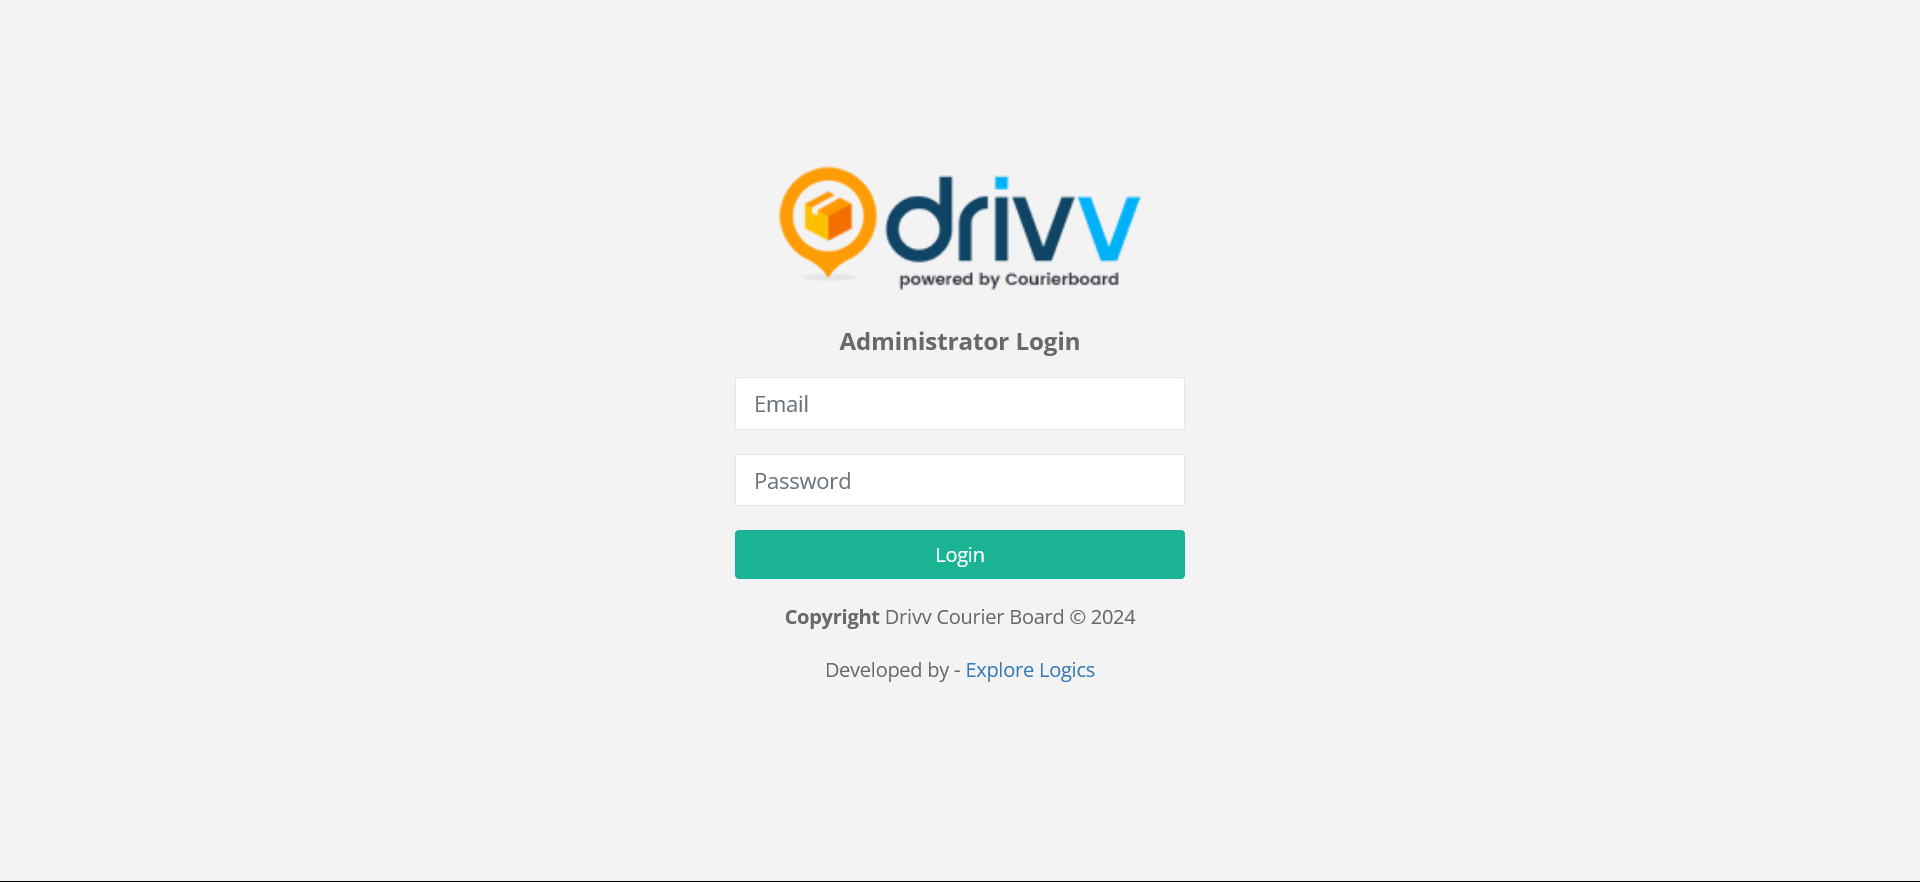 drivv
powered by Courierboard
Administrator Login
Email
Password
Login
Copyright Drivv Courier Board © 2024
Developed by - Explore Logics